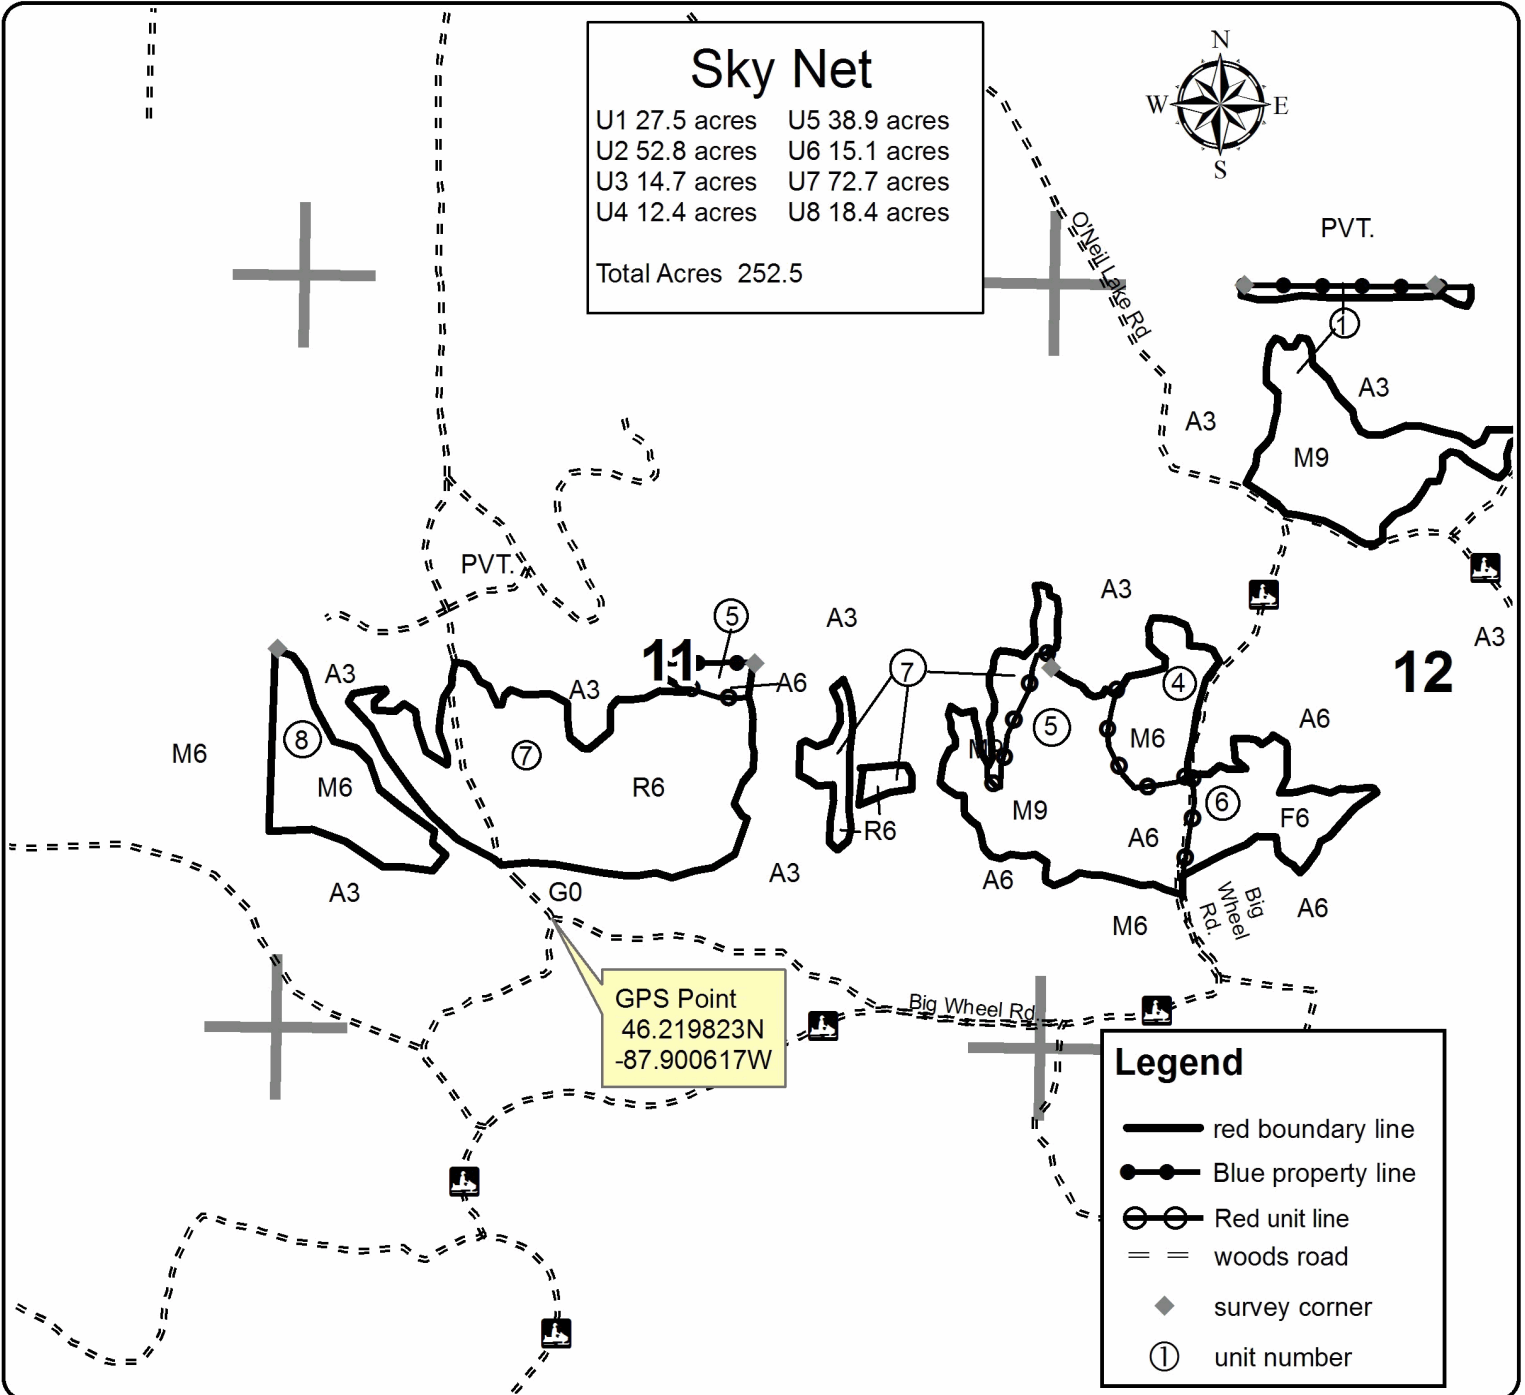 Sky Net
U1 27.5 acres U5 38.9 acres
U2 52.8 acres U6 15.1 acres
U3 14.7 acres U7 72.7 acres
U4 12.4 acres U8 18.4 acres
Total Acres 252.5
N
W E
S
PVT.
O'Neil Lake Rd
1
A3
A3
M9
PVT.
A3
5
A3
A3
11
7
12
A3
A3
A6
4
8
M6
7
5
M6
A6
M9
M6
R6
M9
6
F6
R6
A6
A3
G0
A3
A6
M6
Big
Wheel
Rd.
A6
GPS Point
46.219823N
-87.900617W
Big Wheel Rd.
Legend
red boundary line
Blue property line
Red unit line
woods road
survey corner
1 unit number